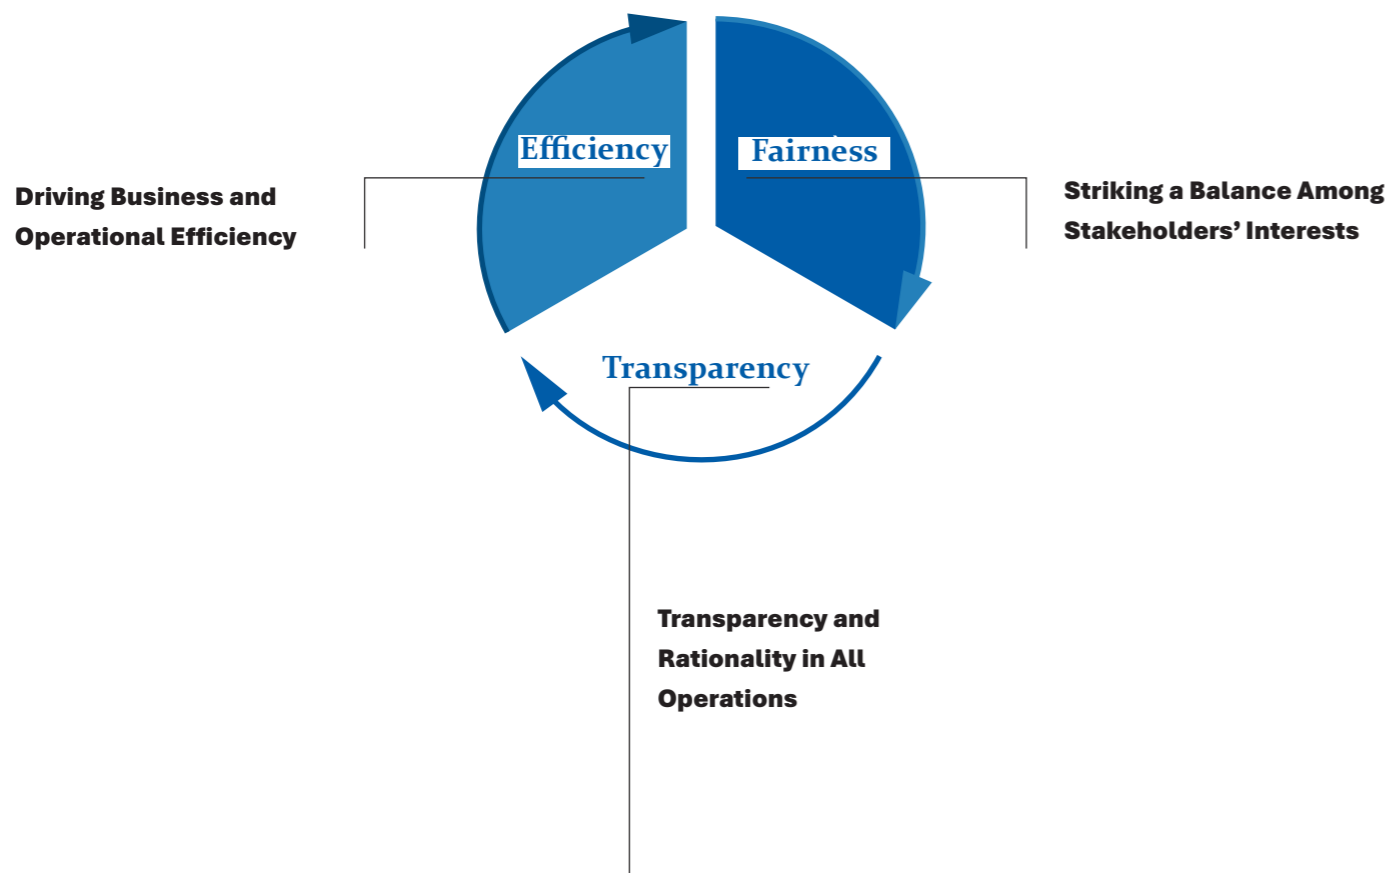 Efficiency
Fairness
Driving Business and
Operational Efficiency
Striking a Balance Among
Stakeholders’ Interests
Transparency
Transparency and
Rationality in All
Operations